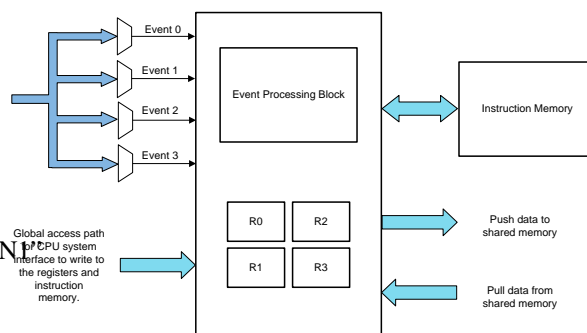 Event 0
Event 1
Event 2
Event 3
Event Processing Block
Instruction Memory
R0
R2
R1
R3
Push data to
shared memory
Pull data from
shared memory
Global access path
for CPU system
interface to write to
the registers and
instruction
memory.
N1”